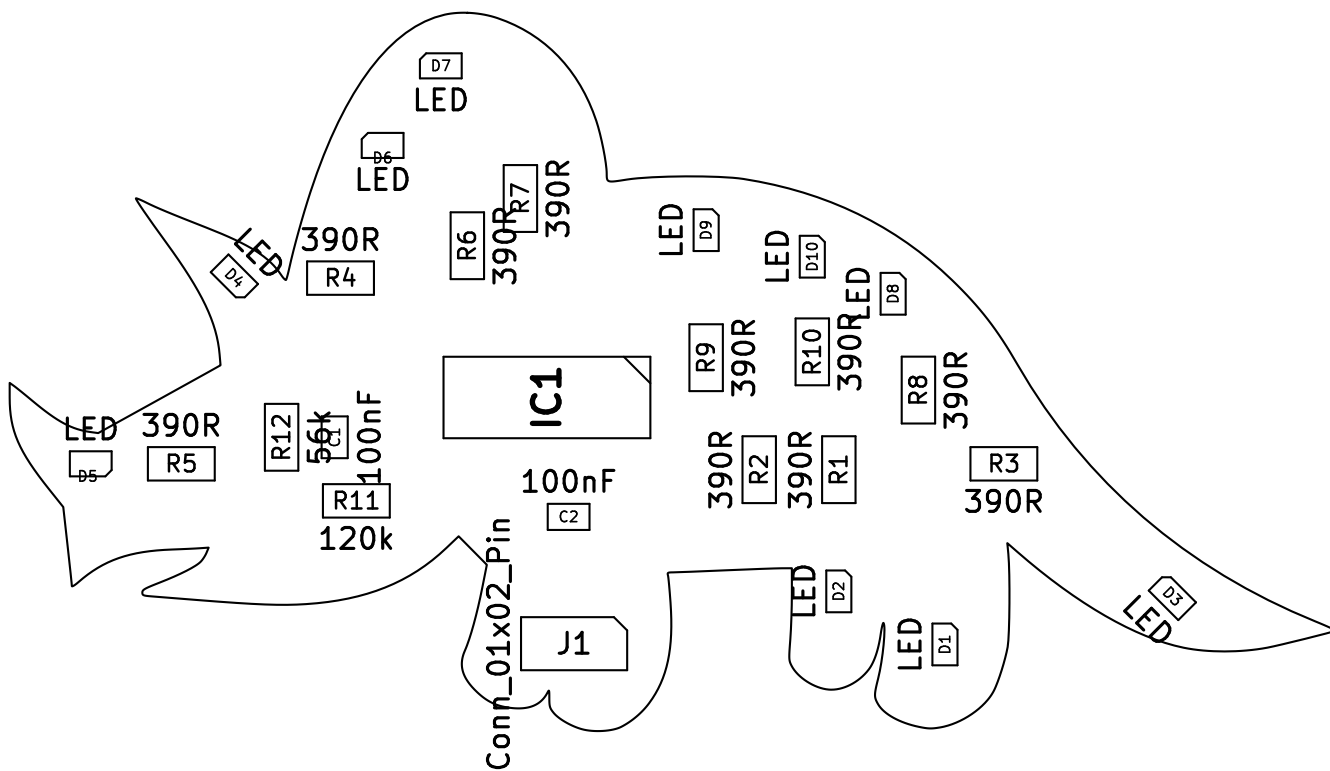 D7
LED
D6
LED
R7
390R
R6
390R
LED
D4
390R
R4
LED
D9
LED
D10
LED
D8
R9
390R
R10
390R
R8
390R
IC1
LED
D5
390R
R5
R12
56k
C1
100nF
R11
120k
100nF
C2
390R
R2
390R
R1
R3
390R
Conn_01x02_Pin
J1
LED
D2
LED
D1
D3
LED